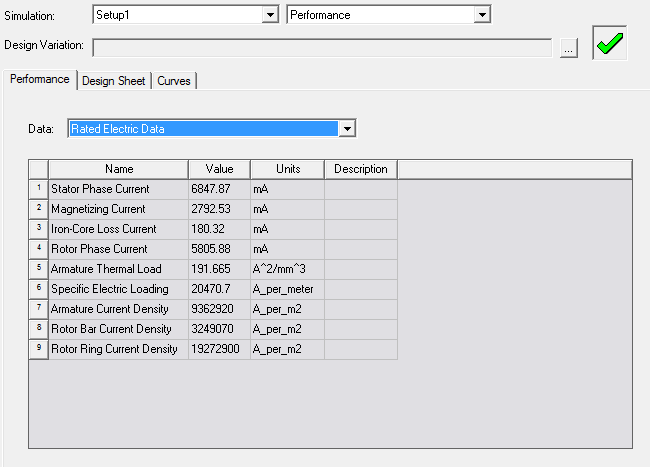 Simulation: Setup1 Performance
Design Variation: ...
Performance Design Sheet Curves
Data: Rated Electric Data
Name Value Units Description
1 Stator Phase Current 6847.87 mA
2 Magnetizing Current 2792.53 mA
3 Iron-Core Loss Current 180.32 mA
4 Rotor Phase Current 5805.88 mA
5 Armature Thermal Load 191.665 A^2/mm^3
6 Specific Electric Loading 20470.7 A_per_meter
7 Armature Current Density 9362920 A_per_m2
8 Rotor Bar Current Density 3249070 A_per_m2
9 Rotor Ring Current Density 19272900 A_per_m2